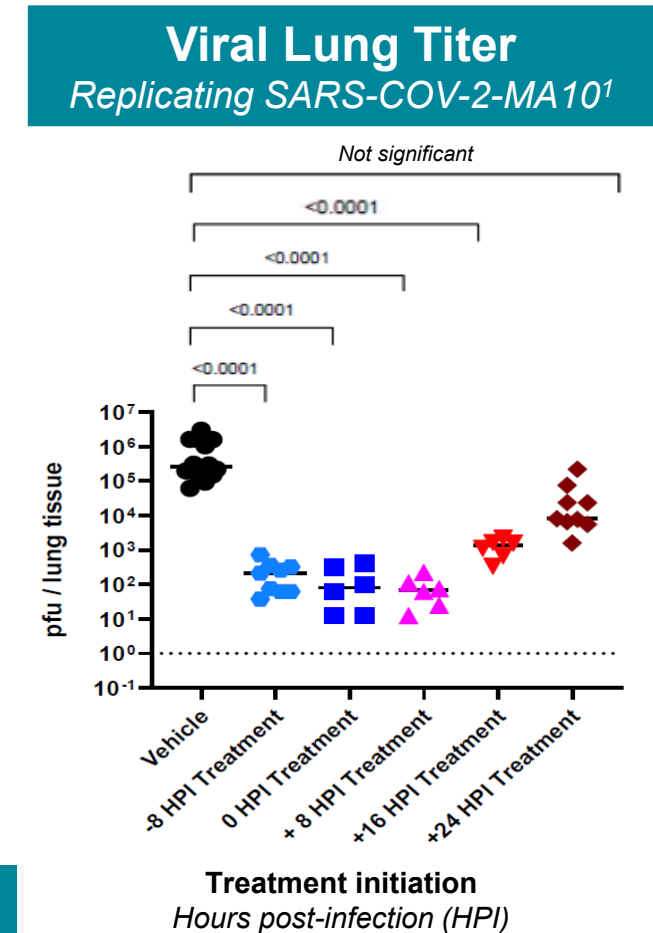 Viral Lung Titer
Replicating SARS-COV-2-MA10¹
Not significant
<0.0001
<0.0001
<0.0001
<0.0001
pfu / lung tissue
10⁷
10⁶
10⁵
10⁴
10³
10²
10¹
10⁰
10⁻¹
Vehicle
-8 HPI Treatment
0 HPI Treatment
+ 8 HPI Treatment
+16 HPI Treatment
+24 HPI Treatment
Treatment initiation
Hours post-infection (HPI)